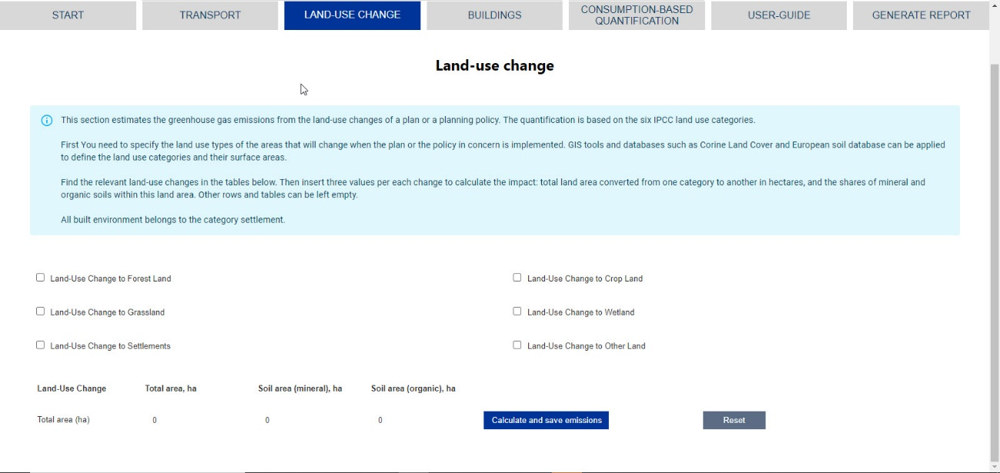 START
TRANSPORT
LAND-USE CHANGE
BUILDINGS
CONSUMPTION-BASED
QUANTIFICATION
USER-GUIDE
GENERATE REPORT
Land-use change
This section estimates the greenhouse gas emissions from the land-use changes of a plan or a planning policy. The quantification is based on the six IPCC land use categories.
First You need to specify the land use types of the areas that will change when the plan or the policy in concern is implemented. GIS tools and databases such as Corine Land Cover and European soil database can be applied
to define the land use categories and their surface areas.
Find the relevant land-use changes in the tables below. Then insert three values per each change to calculate the impact: total land area converted from one category to another in hectares, and the shares of mineral and
organic soils within this land area. Other rows and tables can be left empty.
All built environment belongs to the category settlement.
Land-Use Change to Forest Land
Land-Use Change to Crop Land
Land-Use Change to Grassland
Land-Use Change to Wetland
Land-Use Change to Settlements
Land-Use Change to Other Land
Land-Use Change Total area, ha Soil area (mineral), ha Soil area (organic), ha
Total area (ha) 0 0 0 Calculate and save emissions Reset